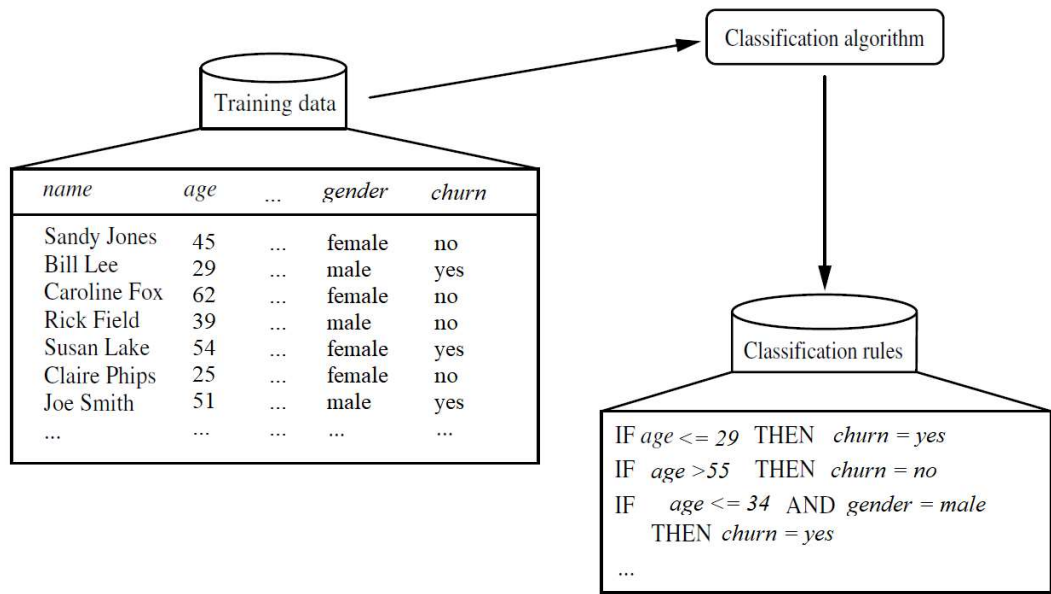 Classification algorithm
Training data
name age ... gender churn
Sandy Jones 45 ... female no
Bill Lee 29 ... male yes
Caroline Fox 62 ... female no
Rick Field 39 ... male no
Susan Lake 54 ... female yes
Claire Phips 25 ... female no
Joe Smith 51 ... male yes
... ... ... ... ...
Classification rules
IF age <= 29 THEN churn = yes
IF age >55 THEN churn = no
IF age <= 34 AND gender = male
THEN churn = yes
...